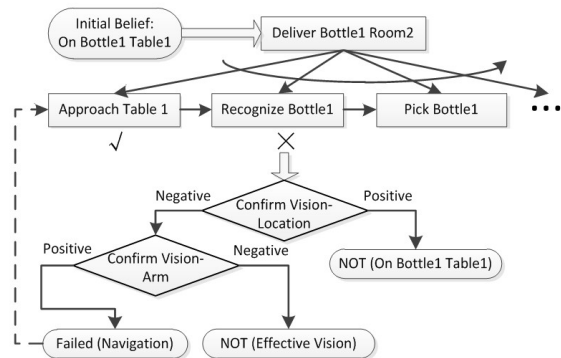 Initial Belief:
On Bottle1 Table1
Deliver Bottle1 Room2
Approach Table 1
Recognize Bottle1
Pick Bottle1
...
√
×
Negative
Confirm Vision-
Location
Positive
Positive
Confirm Vision-
Arm
Negative
NOT (On Bottle1 Table1)
Failed (Navigation)
NOT (Effective Vision)